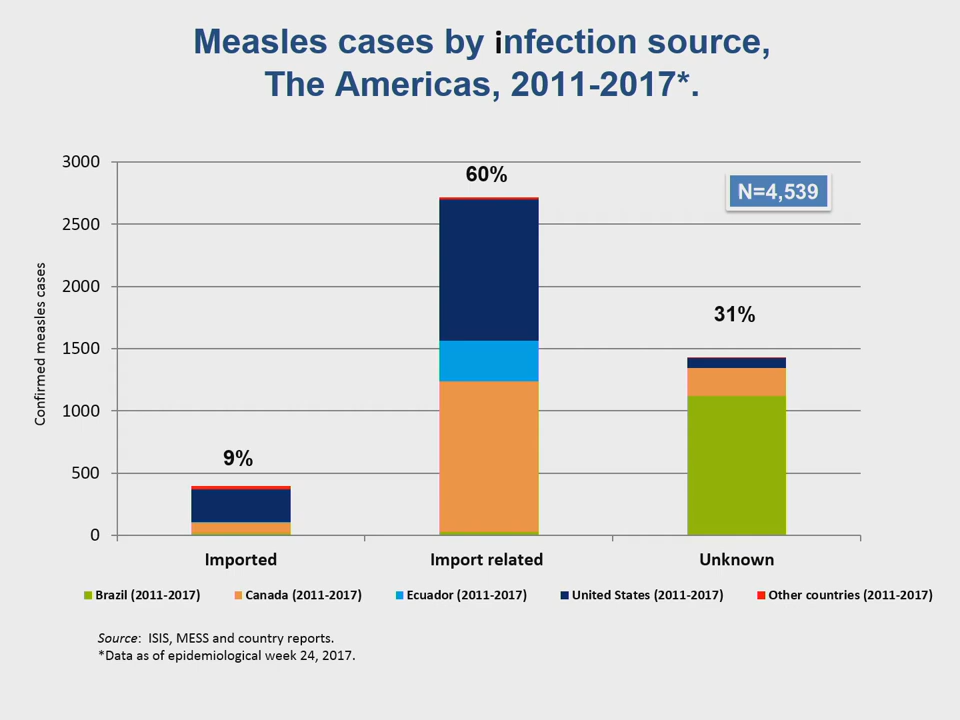 Measles cases by infection source,
The Americas, 2011-2017*.
3000
60%
N=4,539
2500
2000
31%
1500
Confirmed measles cases
1000
9%
500
0
Imported Import related Unknown
Brazil (2011-2017) Canada (2011-2017) Ecuador (2011-2017) United States (2011-2017) Other countries (2011-2017)
Source: ISIS, MESS and country reports.
*Data as of epidemiological week 24, 2017.